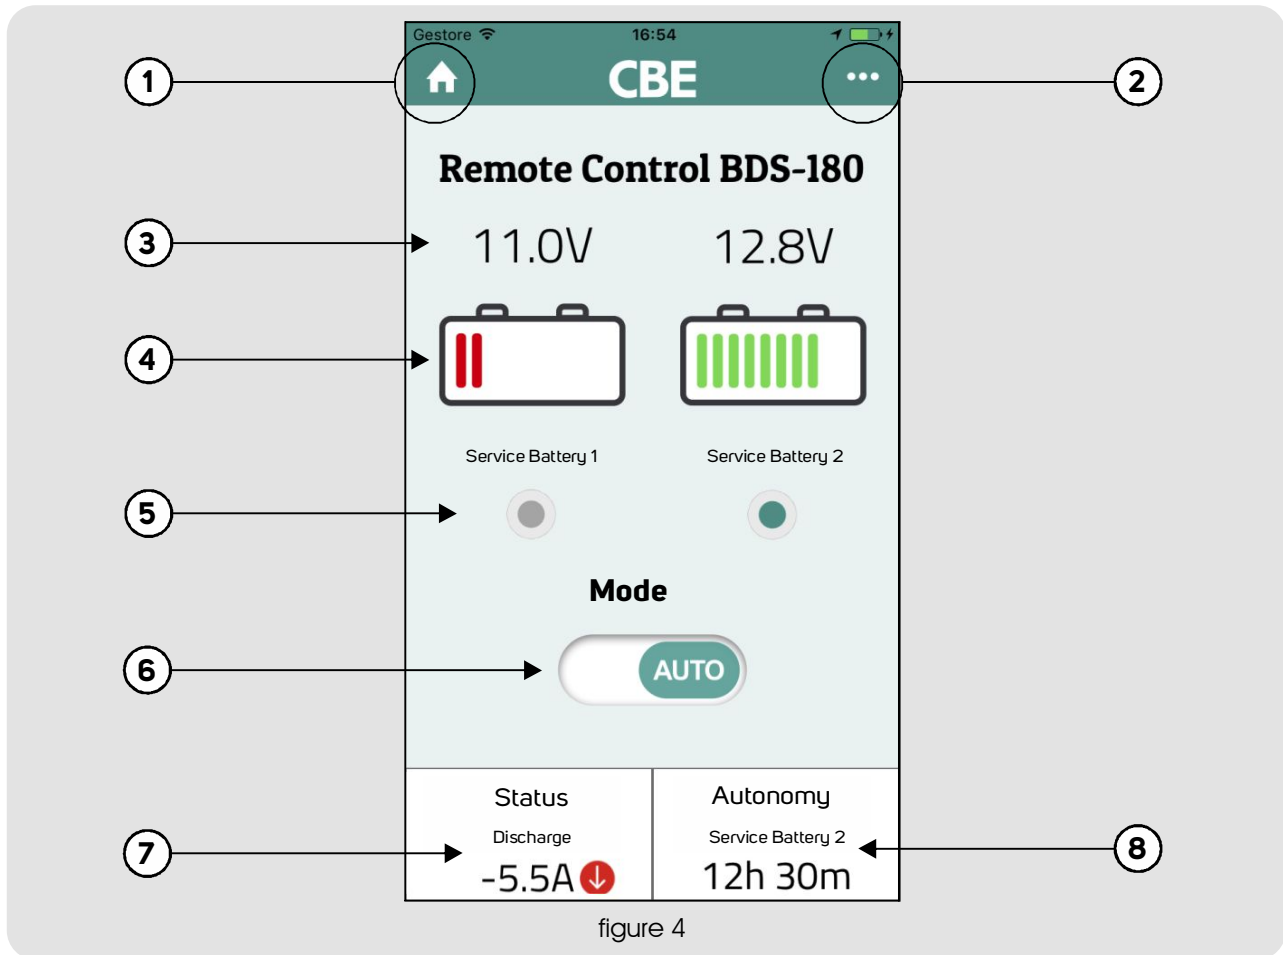 Gestore 16:54
1 CBE ••• 2
Remote Control BDS-180
3 11.0V 12.8V
4
Service Battery 1 Service Battery 2
5
Mode
6 AUTO
Status Autonomy
Discharge Service Battery 2
7 8
-5.5A 12h 30m
figure 4